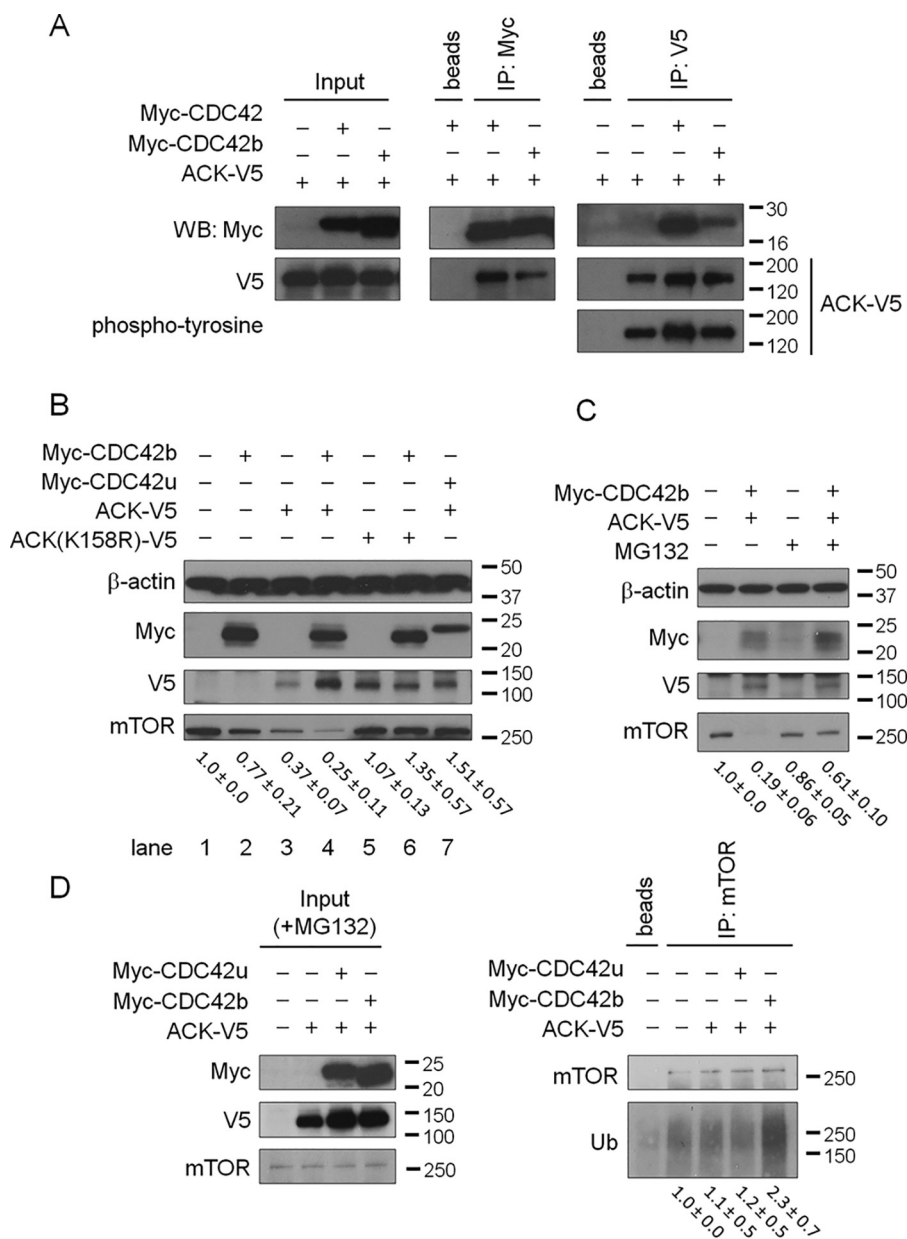 A
Input
beads
IP: Myc
beads
IP: V5
Myc-CDC42 – + – + + – – – + –
Myc-CDC42b – – + – – + – – – +
ACK-V5 + + + + + + + + + +
WB: Myc
30
16
V5
200
120
phospho-tyrosine
200
120
ACK-V5
B
Myc-CDC42b – + – + – + –
Myc-CDC42u – – – – – – +
ACK-V5 – – + + – – +
ACK(K158R)-V5 – – – – + + –
β-actin
50
37
Myc
25
20
V5
150
100
mTOR
250
1.0±0.0
0.77±0.21
0.37±0.07
0.25±0.11
1.07±0.13
1.35±0.57
1.51±0.57
lane 1 2 3 4 5 6 7
C
Myc-CDC42b – + – +
ACK-V5 – + – +
MG132 – – + +
β-actin
50
37
Myc
25
20
V5
150
100
mTOR
250
1.0±0.0
0.19±0.06
0.86±0.05
0.61±0.10
D
Input
(+MG132)
Myc-CDC42u – – + –
Myc-CDC42b – – – +
ACK-V5 – + + +
Myc
25
20
V5
150
100
mTOR
250
beads
IP: mTOR
Myc-CDC42u – – – + –
Myc-CDC42b – – – – +
ACK-V5 – – + + +
mTOR
250
Ub
250
150
1.0±0.0
1.1±0.5
1.2±0.5
2.3±0.7